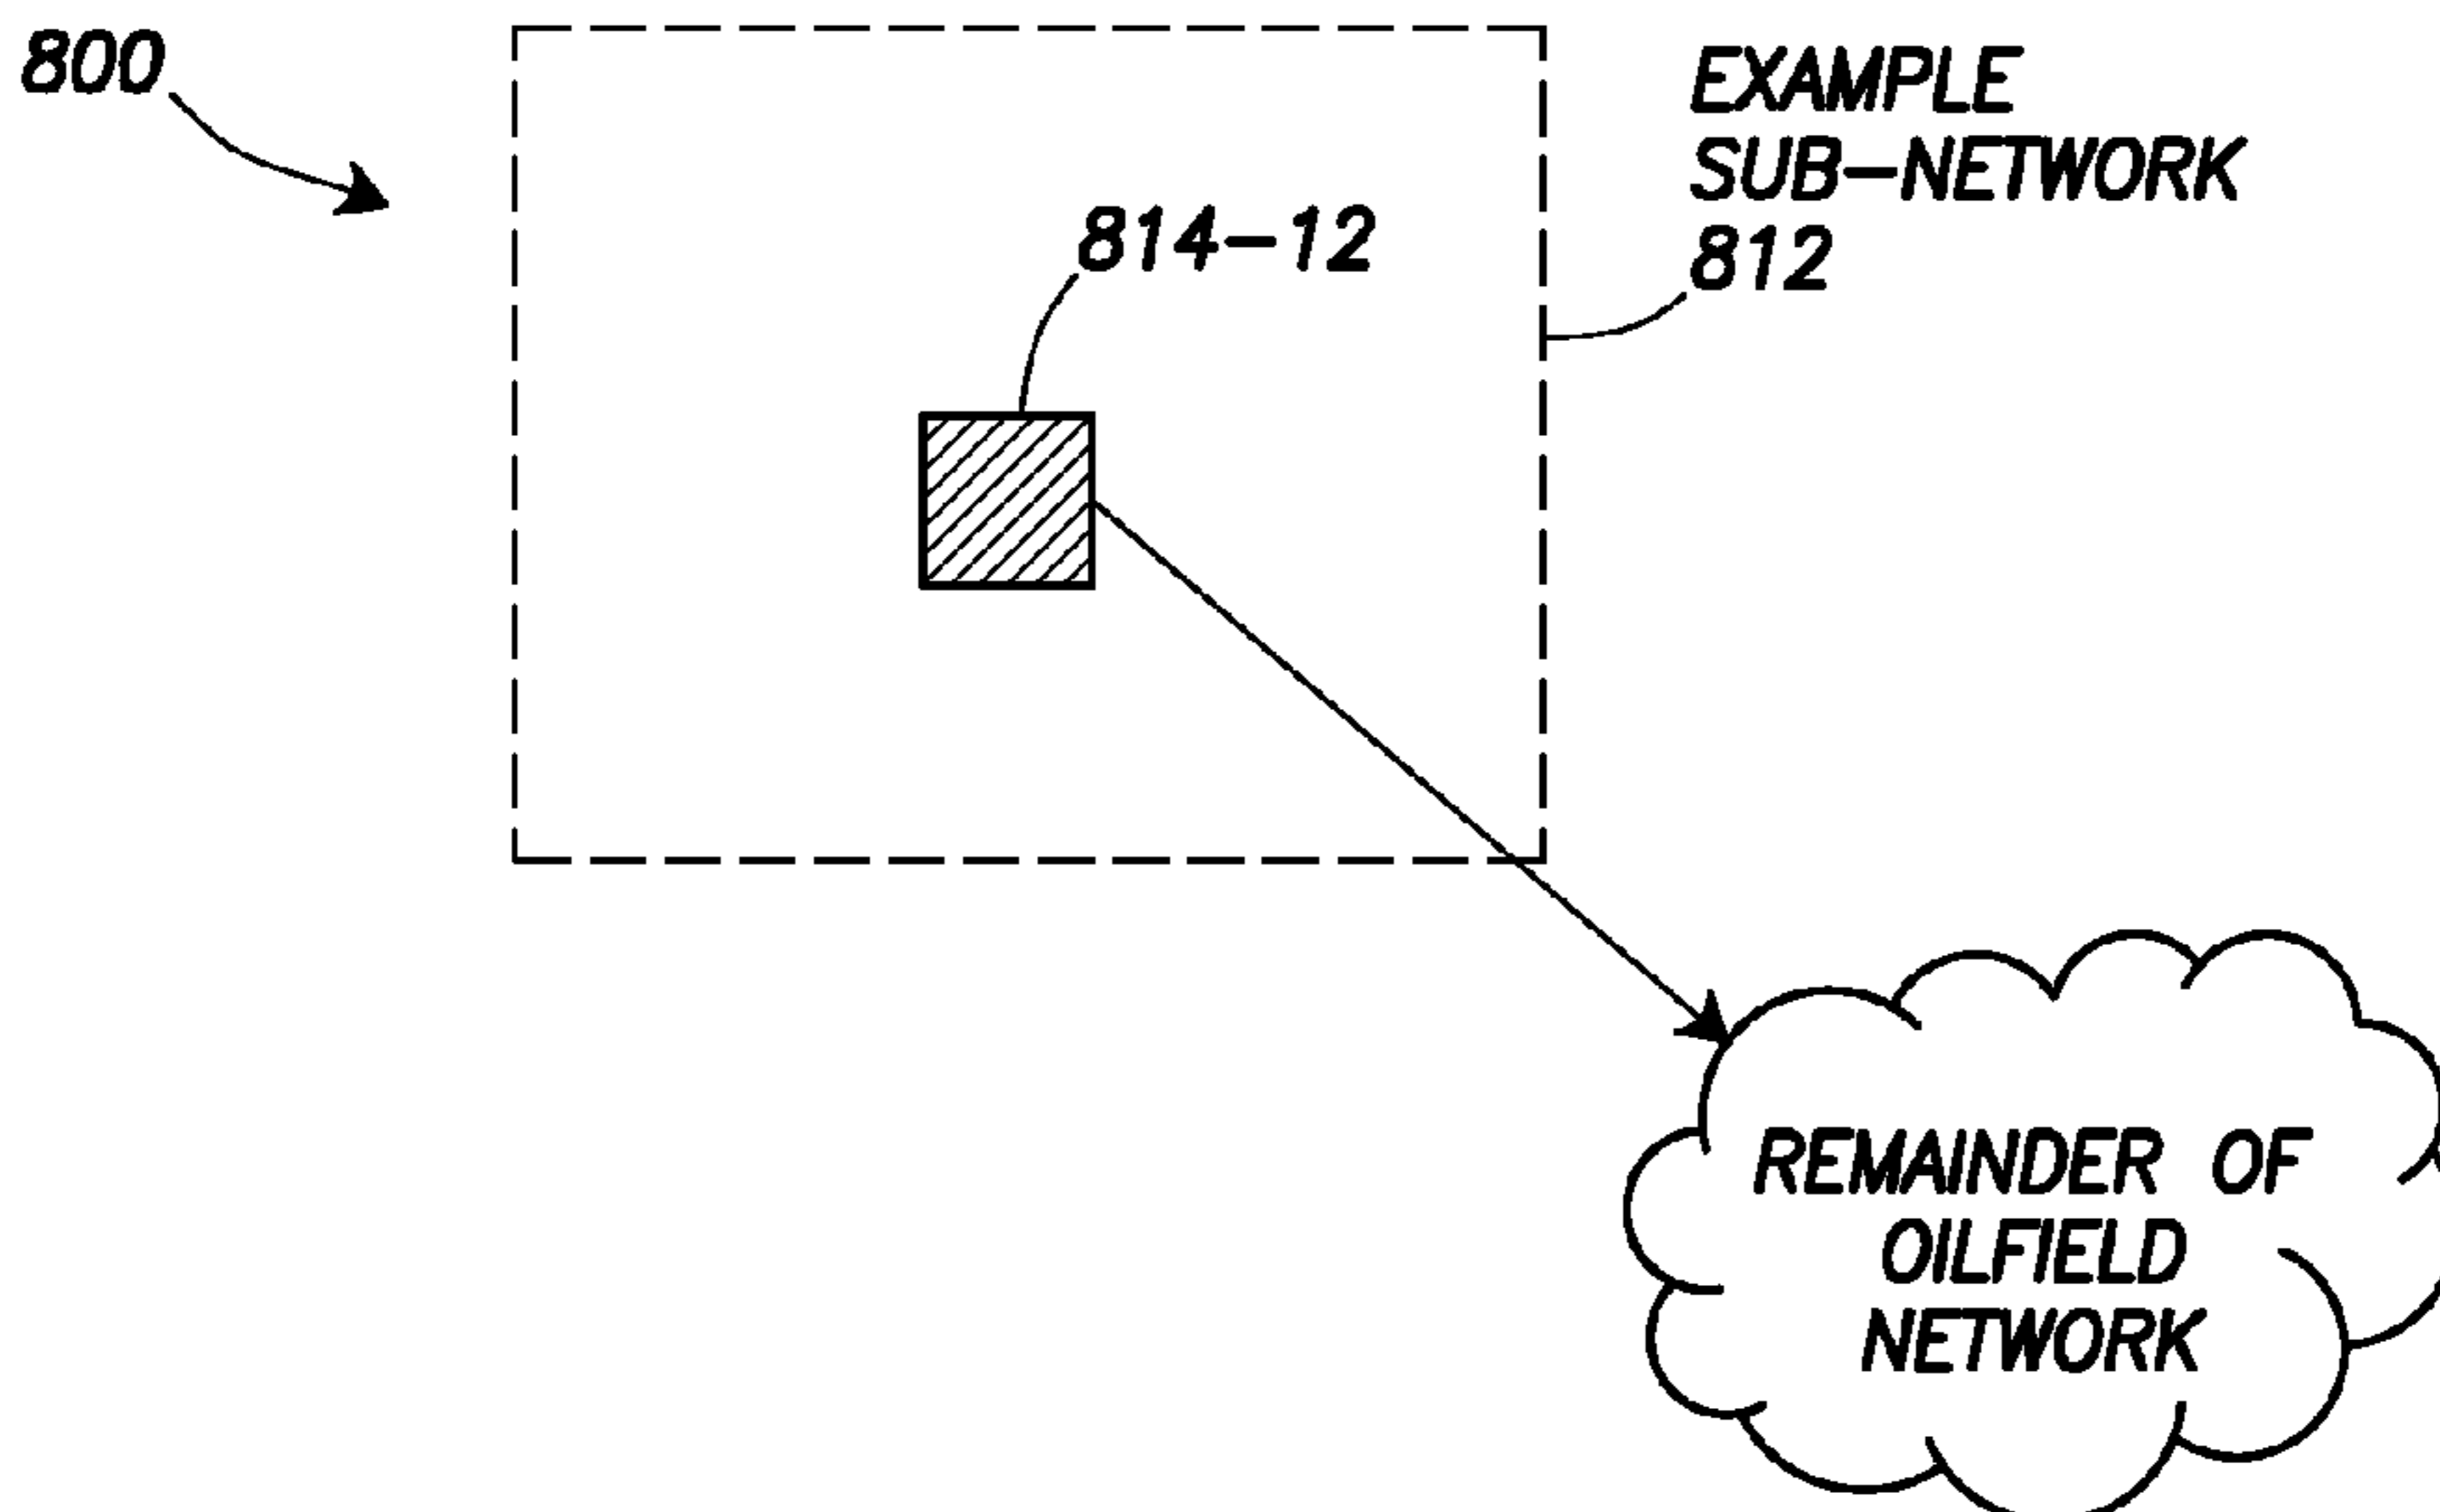 800
EXAMPLE
SUB-NETWORK
812
814-12
REMAINDER OF
OILFIELD
NETWORK